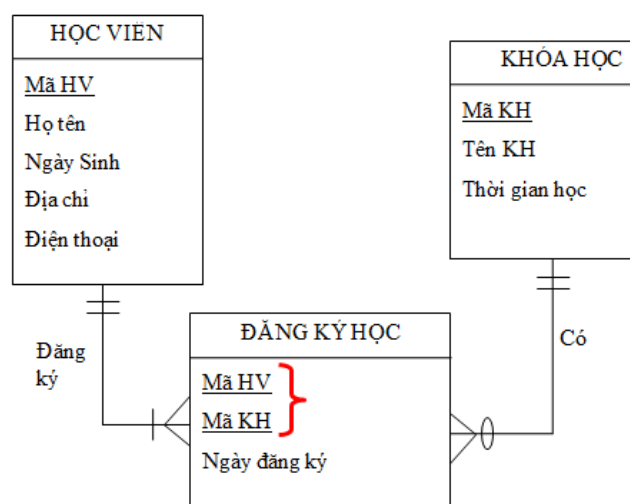 HỌC VIÊN
Mã HV
Họ tên
Ngày Sinh
Địa chỉ
Điện thoại
KHÓA HỌC
Mã KH
Tên KH
Thời gian học
Đăng
ký
Có
ĐĂNG KÝ HỌC
Mã HV
Mã KH
Ngày đăng ký